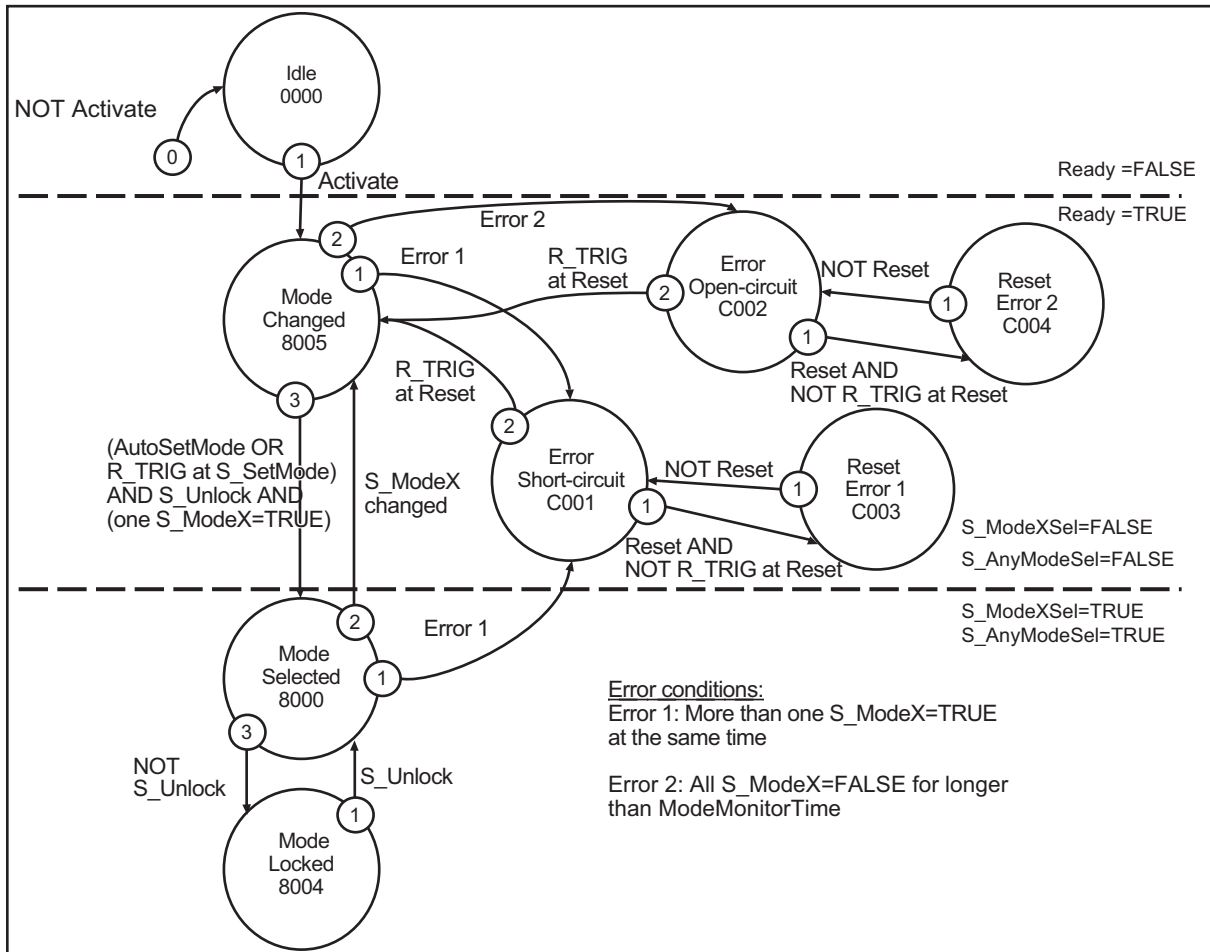 Idle
0000
NOT Activate
0
1
Activate
Ready =FALSE
Ready =TRUE
2
Error 2
1
Error 1
Mode
Changed
8005
3
R_TRIG
at Reset
2
Error
Open-circuit
C002
1
NOT Reset
1
Reset
Error 2
C004
Reset AND
NOT R_TRIG at Reset
R_TRIG
at Reset
2
Error
Short-circuit
C001
1
NOT Reset
1
Reset
Error 1
C003
Reset AND
NOT R_TRIG at Reset
(AutoSetMode OR
R_TRIG at S_SetMode)
AND S_Unlock AND
(one S_ModeX=TRUE)
S_ModeX
changed
S_ModeXSel=FALSE
S_AnyModeSel=FALSE
S_ModeXSel=TRUE
S_AnyModeSel=TRUE
2
Error 1
Mode
Selected
8000
1
3
NOT
S_Unlock
S_Unlock
1
Mode
Locked
8004
Error conditions:
Error 1: More than one S_ModeX=TRUE
at the same time
Error 2: All S_ModeX=FALSE for longer
than ModeMonitorTime